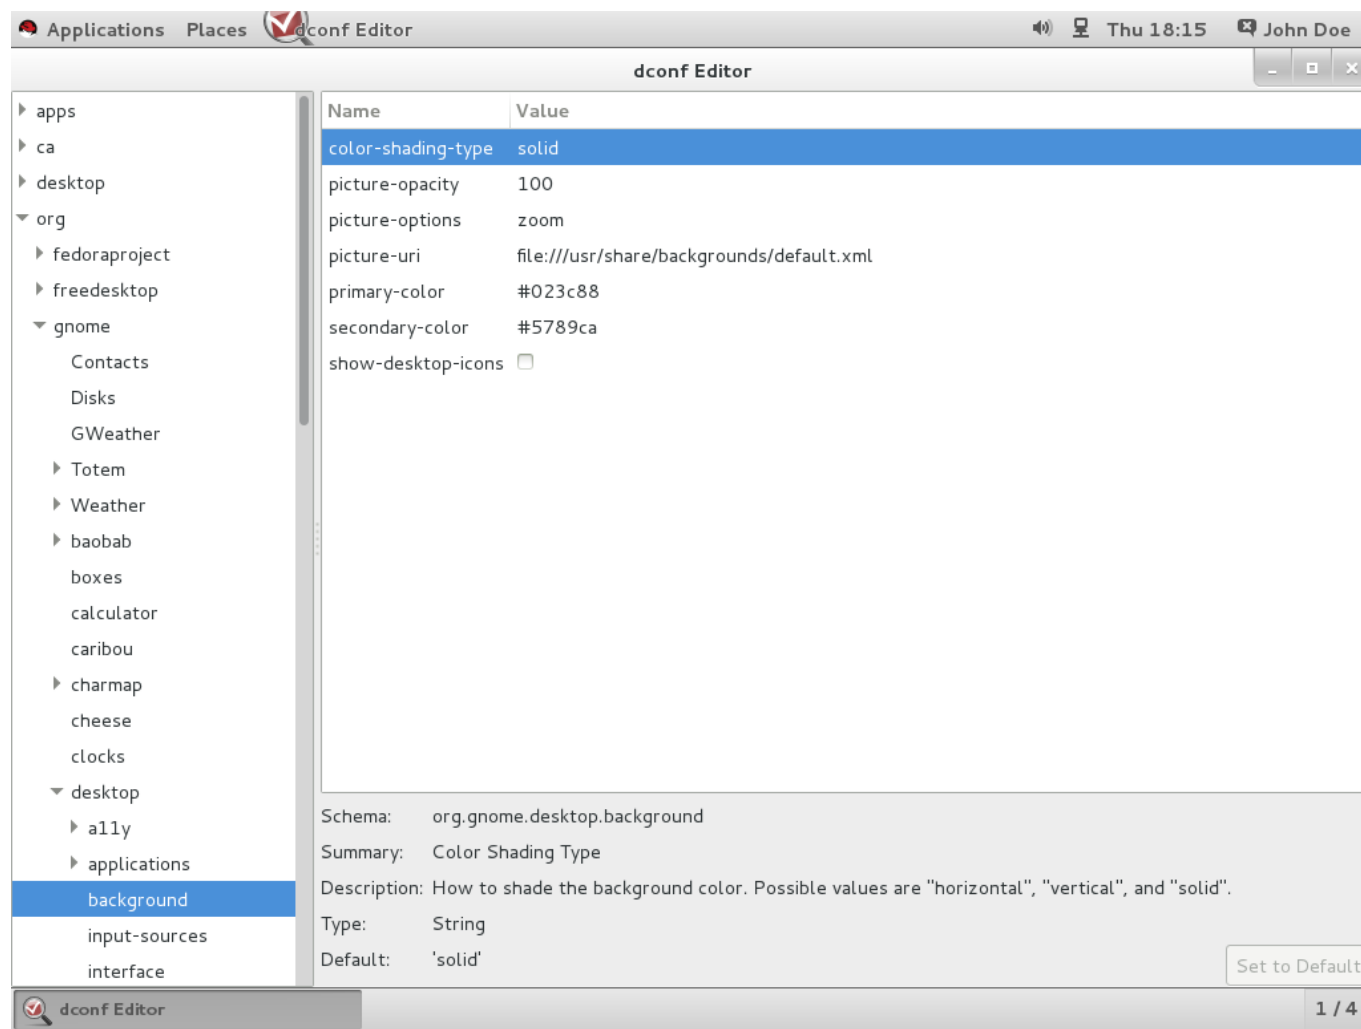 Applications Places dconf Editor Thu 18:15 John Doe
dconf Editor
apps
ca
desktop
org
fedoraproject
freedesktop
gnome
Contacts
Disks
GWeather
Totem
Weather
baobab
boxes
calculator
caribou
charmap
cheese
clocks
desktop
a11y
applications
background
input-sources
interface
Name Value
color-shading-type solid
picture-opacity 100
picture-options zoom
picture-uri file:///usr/share/backgrounds/default.xml
primary-color #023c88
secondary-color #5789ca
show-desktop-icons
Schema: org.gnome.desktop.background
Summary: Color Shading Type
Description: How to shade the background color. Possible values are "horizontal", "vertical", and "solid".
Type: String
Default: 'solid'
Set to Default
dconf Editor 1 / 4